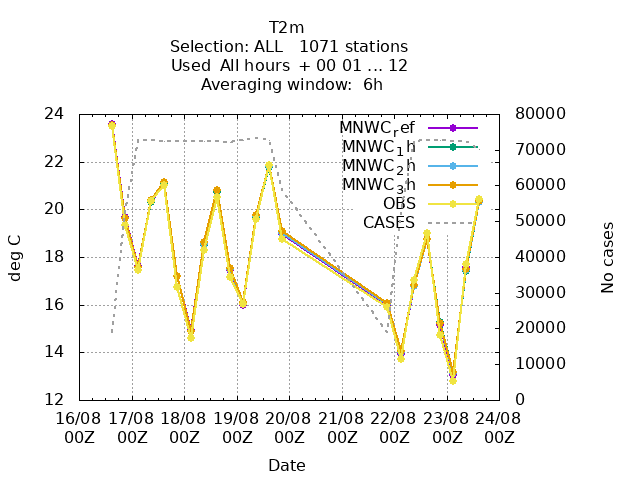 T2m
Selection: ALL   1071 stations
Used  All hours  + 00 01 ... 12
Averaging window:  6h
24
22
20
18
16
14
12
80000
70000
60000
50000
40000
30000
20000
10000
0
deg C
No cases
MNWC_ref
MNWC_1h
MNWC_2h
MNWC_3h
OBS
CASES
16/08 17/08 18/08 19/08 20/08 21/08 22/08 23/08 24/08
00Z 00Z 00Z 00Z 00Z 00Z 00Z 00Z 00Z
Date